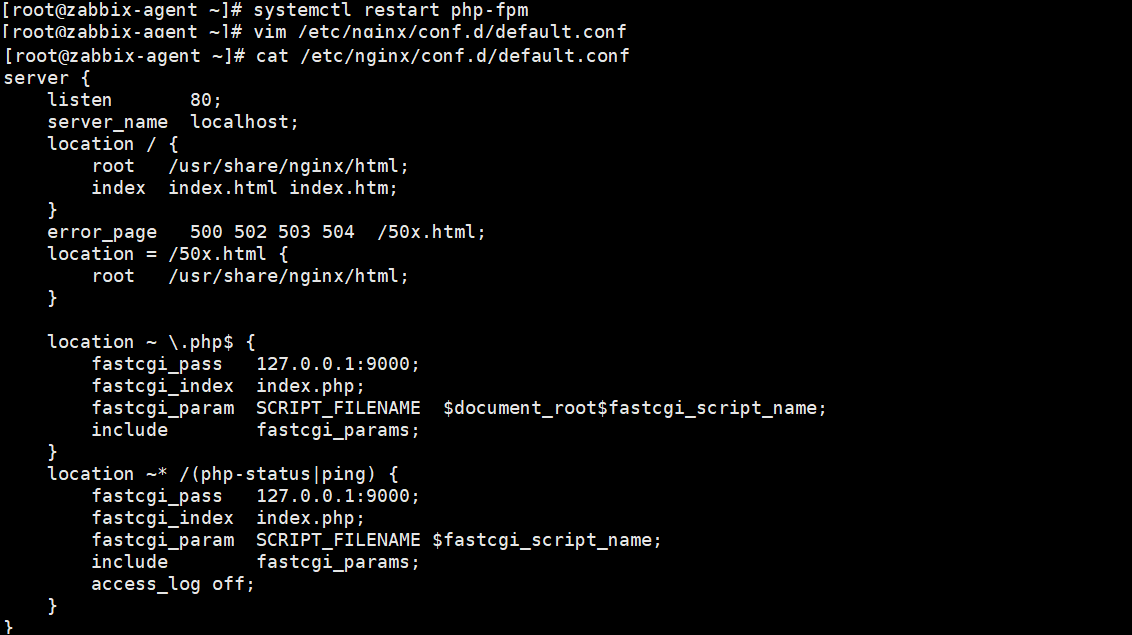 [root@zabbix-agent ~]# systemctl restart php-fpm
[root@zabbix-agent ~]# vim /etc/nginx/conf.d/default.conf
[root@zabbix-agent ~]# cat /etc/nginx/conf.d/default.conf
server {
    listen       80;
    server_name  localhost;
    location / {
        root   /usr/share/nginx/html;
        index  index.html index.htm;
    }
    error_page   500 502 503 504  /50x.html;
    location = /50x.html {
        root   /usr/share/nginx/html;
    }

    location ~ \.php$ {
        fastcgi_pass   127.0.0.1:9000;
        fastcgi_index  index.php;
        fastcgi_param  SCRIPT_FILENAME  $document_root$fastcgi_script_name;
        include        fastcgi_params;
    }
    location ~* /(php-status|ping) {
        fastcgi_pass   127.0.0.1:9000;
        fastcgi_index  index.php;
        fastcgi_param  SCRIPT_FILENAME $fastcgi_script_name;
        include        fastcgi_params;
        access_log off;
    }
}